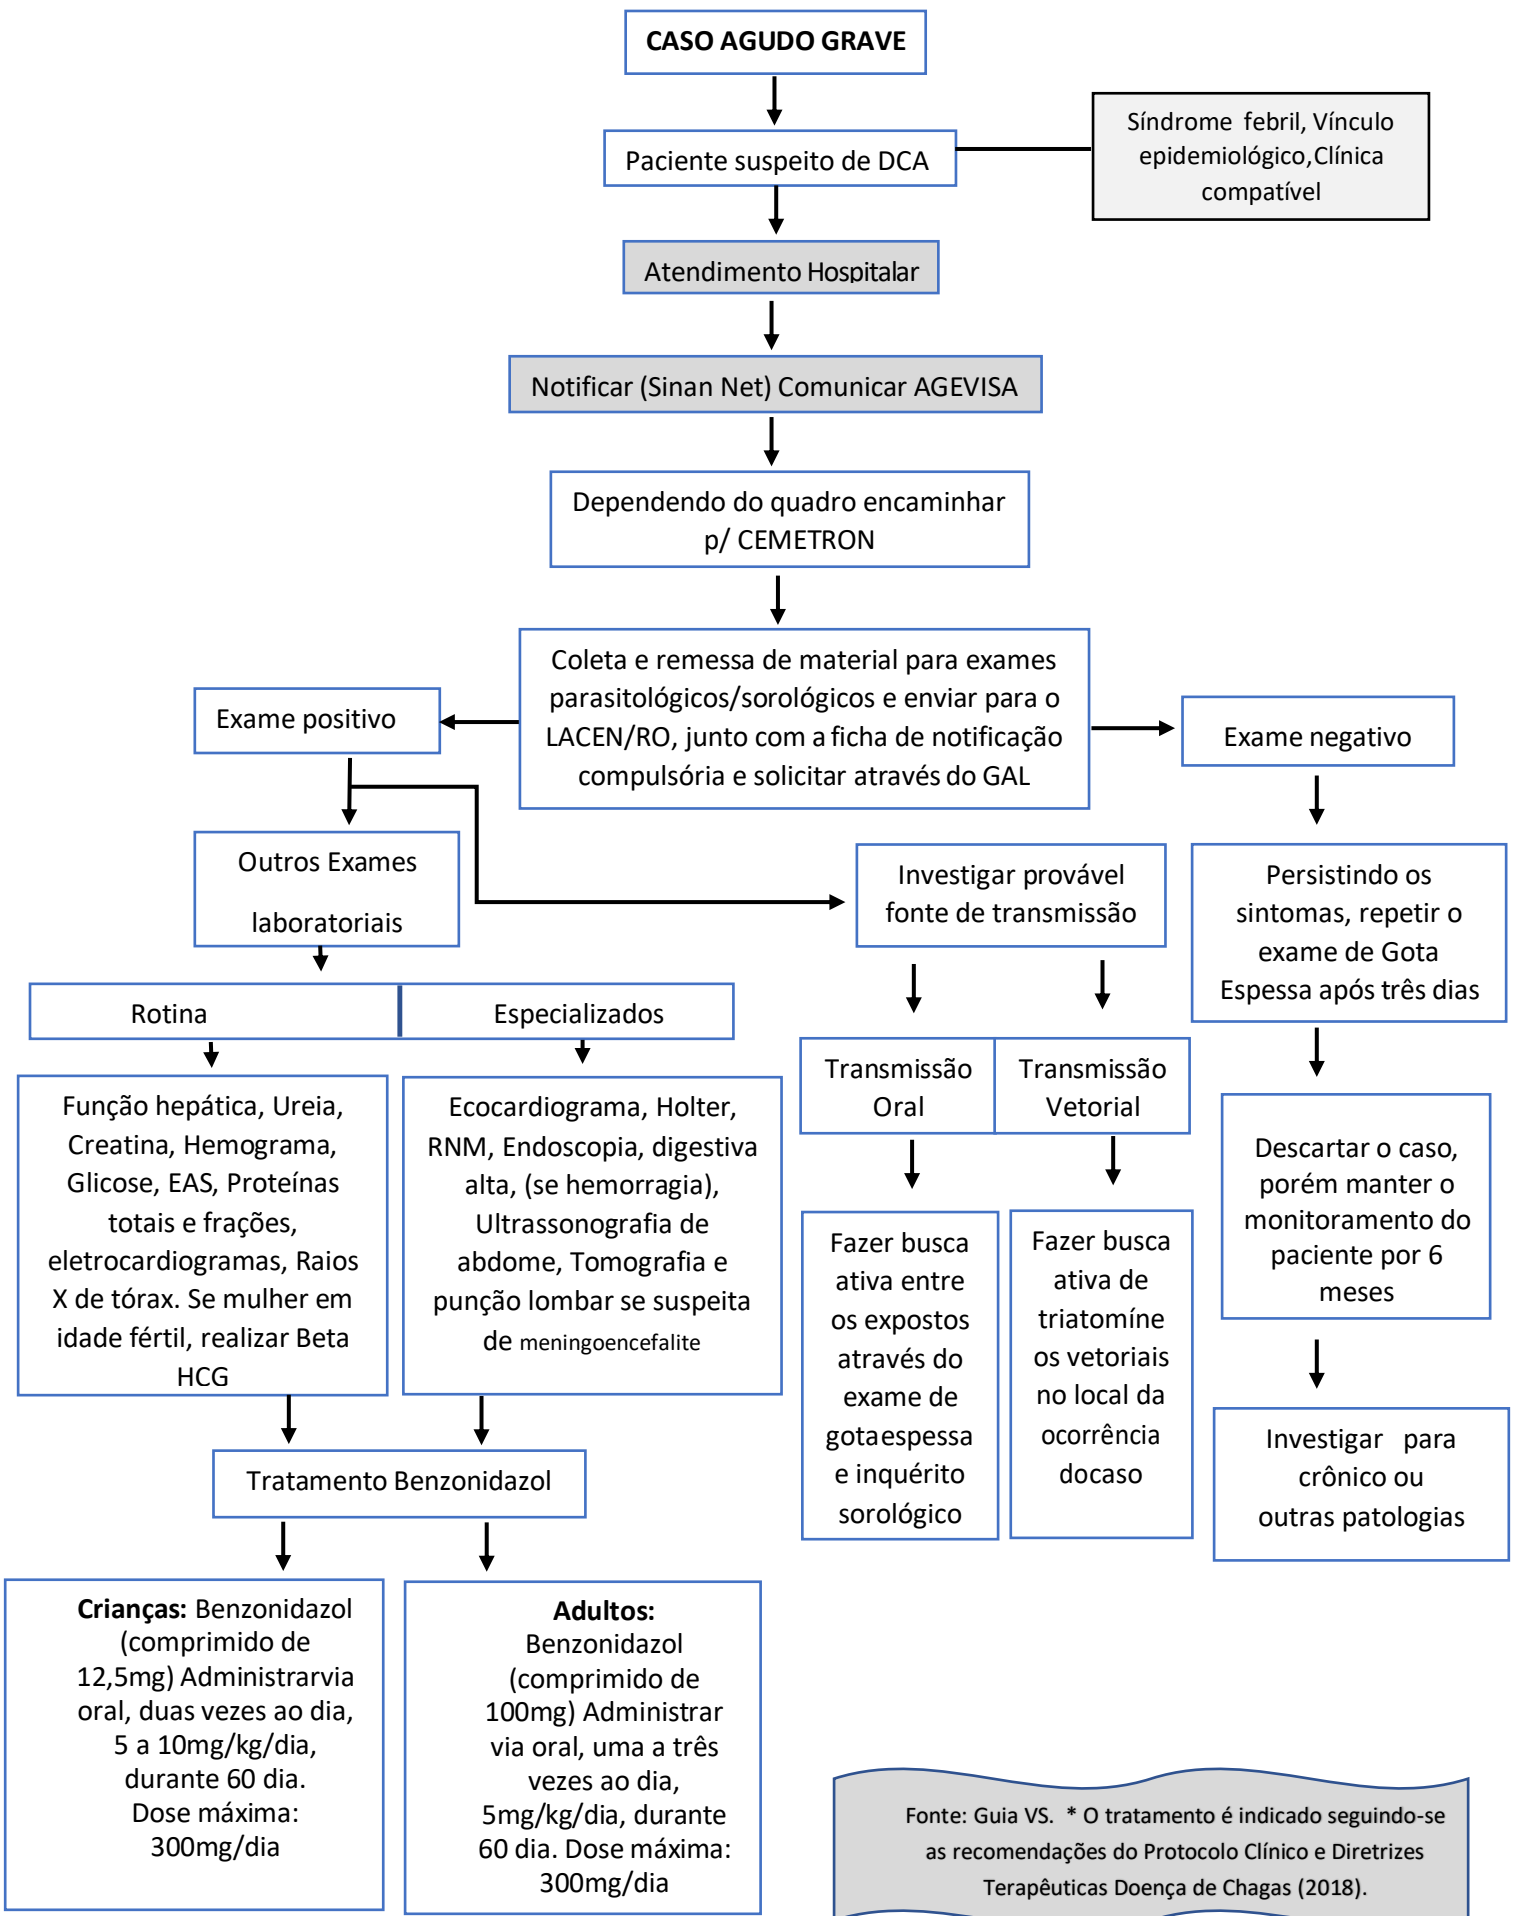 CASO AGUDO GRAVE
Paciente suspeito de DCA
Síndrome febril, Vínculo
epidemiológico,Clínica
compatível
Atendimento Hospitalar
Notificar (Sinan Net) Comunicar AGEVISA
Dependendo do quadro encaminhar
p/ CEMETRON
Coleta e remessa de material para exames
parasitológicos/sorológicos e enviar para o
LACEN/RO, junto com a ficha de notificação
compulsória e solicitar através do GAL
Exame positivo
Exame negativo
Outros Exames
laboratoriais
Investigar provável
fonte de transmissão
Persistindo os
sintomas, repetir o
exame de Gota
Espessa após três dias
Rotina
Especializados
Transmissão
Oral
Transmissão
Vetorial
Função hepática, Ureia,
Creatina, Hemograma,
Glicose, EAS, Proteínas
totais e frações,
eletrocardiogramas, Raios
X de tórax. Se mulher em
idade fértil, realizar Beta
HCG
Ecocardiograma, Holter,
RNM, Endoscopia, digestiva
alta, (se hemorragia),
Ultrassonografia de
abdome, Tomografia e
punção lombar se suspeita
de meningoencefalite
Descartar o caso,
porém manter o
monitoramento do
paciente por 6
meses
Fazer busca
ativa entre
os expostos
através do
exame de
gotaespessa
e inquérito
sorológico
Fazer busca
ativa de
triatomíne
os vetoriais
no local da
ocorrência
docaso
Investigar para
crônico ou
outras patologias
Tratamento Benzonidazol
Crianças: Benzonidazol
(comprimido de
12,5mg) Administrarvia
oral, duas vezes ao dia,
5 a 10mg/kg/dia,
durante 60 dia.
Dose máxima:
300mg/dia
Adultos:
Benzonidazol
(comprimido de
100mg) Administrar
via oral, uma a três
vezes ao dia,
5mg/kg/dia, durante
60 dia. Dose máxima:
300mg/dia
Fonte: Guia VS. * O tratamento é indicado seguindo-se
as recomendações do Protocolo Clínico e Diretrizes
Terapêuticas Doença de Chagas (2018).